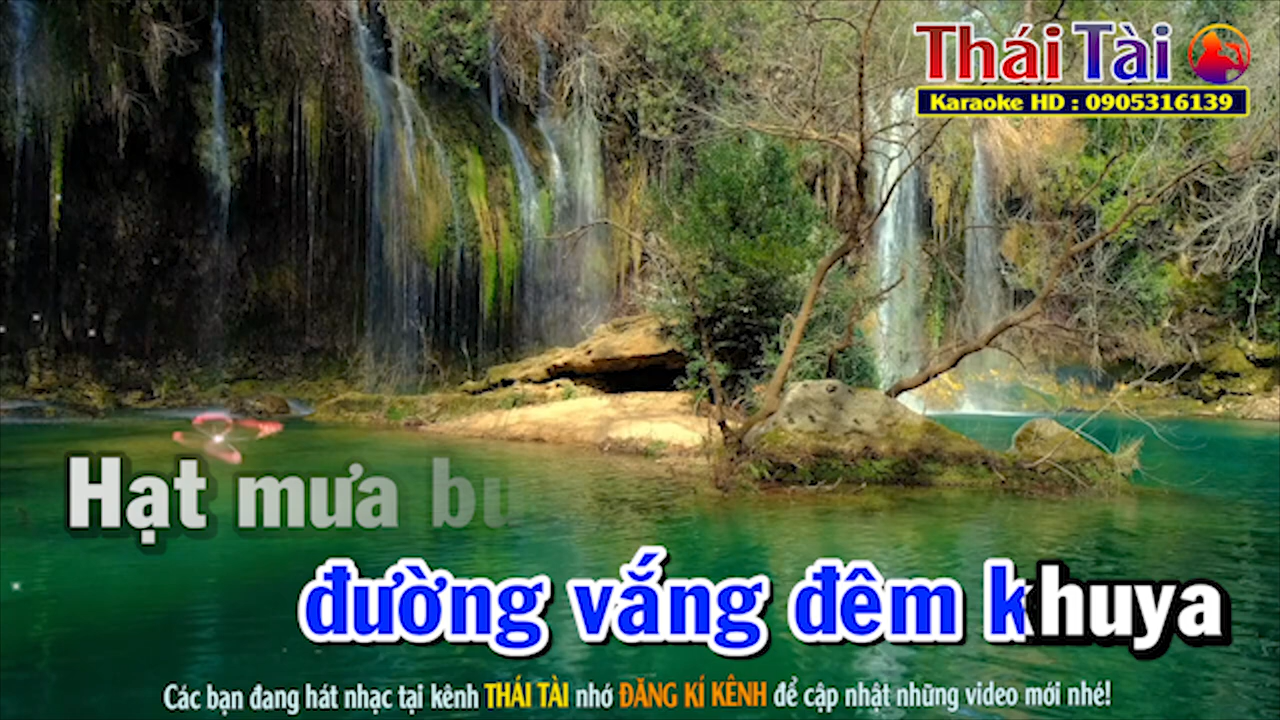 Thái Tài
Karaoke HD : 0905316139
Hạt mưa bu
đường vắng đêm khuya
Các bạn đang hát nhạc tại kênh THÁI TÀI nhớ ĐĂNG KÍ KÊNH để cập nhật những video mới nhé!